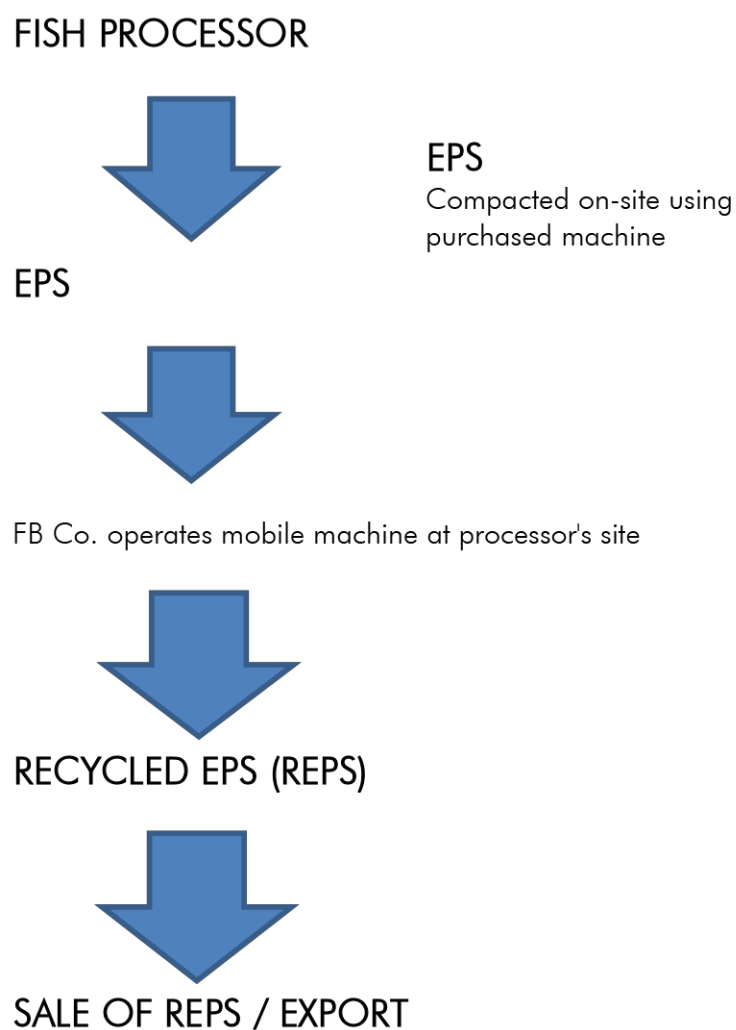 FISH PROCESSOR
EPS
Compacted on-site using
purchased machine
EPS
FB Co. operates mobile machine at processor's site
RECYCLED EPS (REPS)
SALE OF REPS / EXPORT